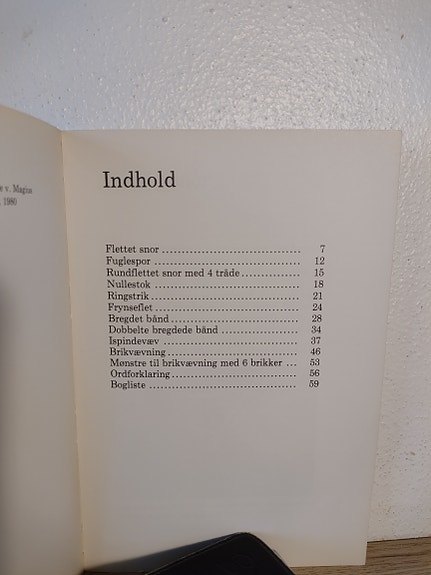 e v. Magius
, 1980
Indhold
Flettet snor 7
Fuglespor 12
Rundflettet snor med 4 tråde 15
Nullestok 18
Ringstrik 21
Frynseflet 24
Bregdet bånd 28
Dobbelte bregdede bånd 34
Ispindevæv 37
Brikvævning 46
Mønstre til brikvævning med 6 brikker 53
Ordforklaring 56
Bogliste 59